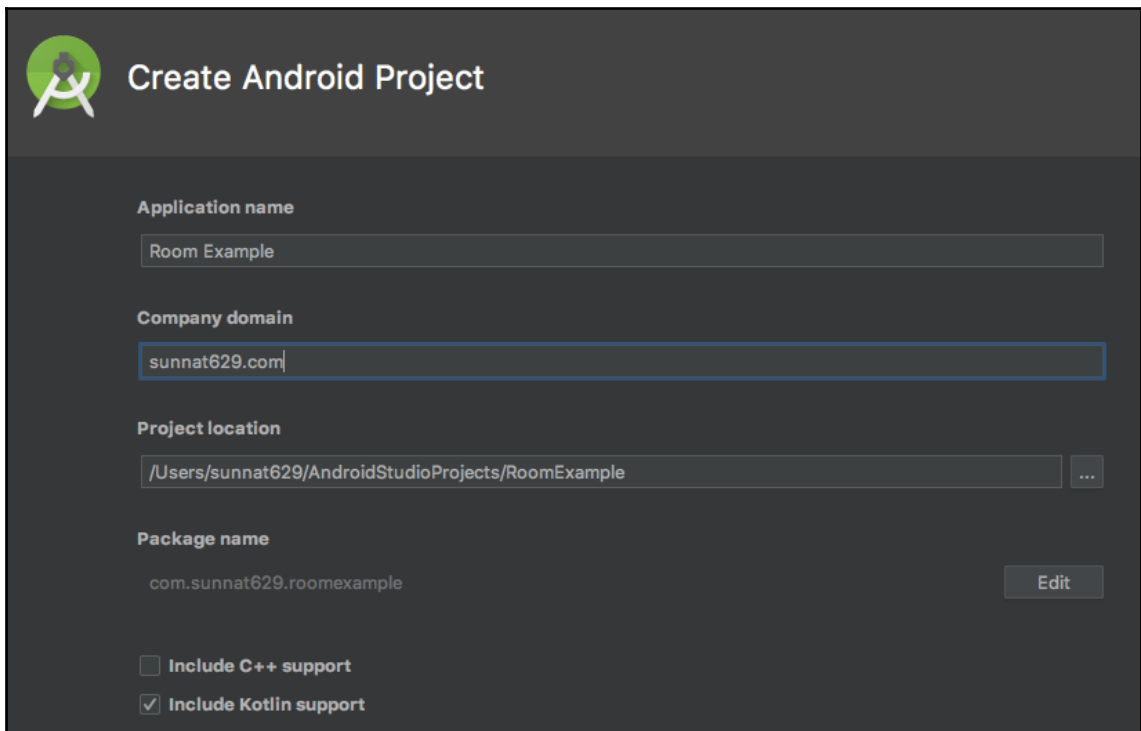 Create Android Project
Application name
Room Example
Company domain
sunnat629.com
Project location
/Users/sunnat629/AndroidStudioProjects/RoomExample
...
Package name
com.sunnat629.roomexample
Edit
Include C++ support
Include Kotlin support